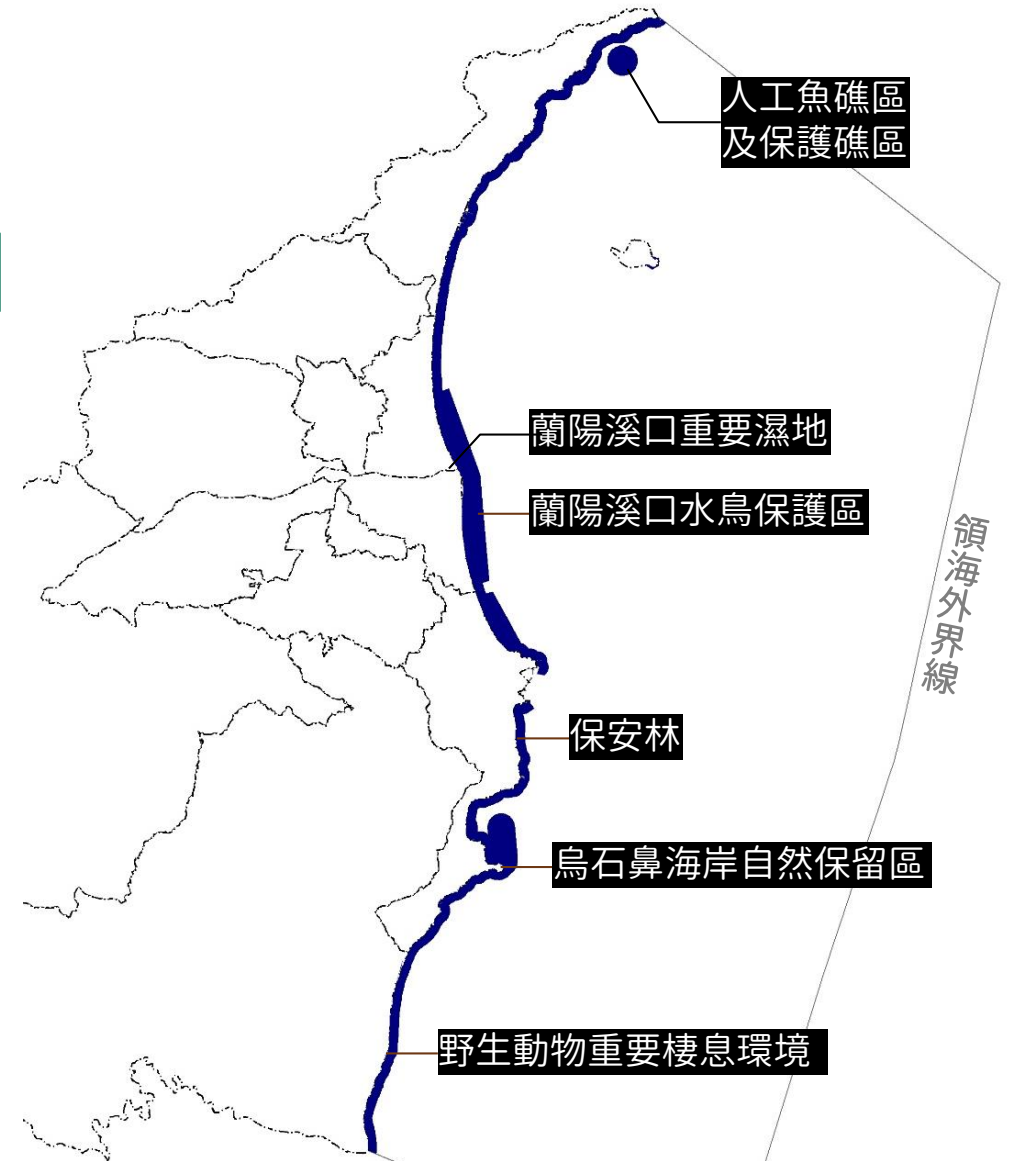 人工魚礁區
及保護礁區
蘭陽溪口重要濕地
蘭陽溪口水鳥保護區
領海外界線
保安林
烏石鼻海岸自然保留區
野生動物重要棲息環境